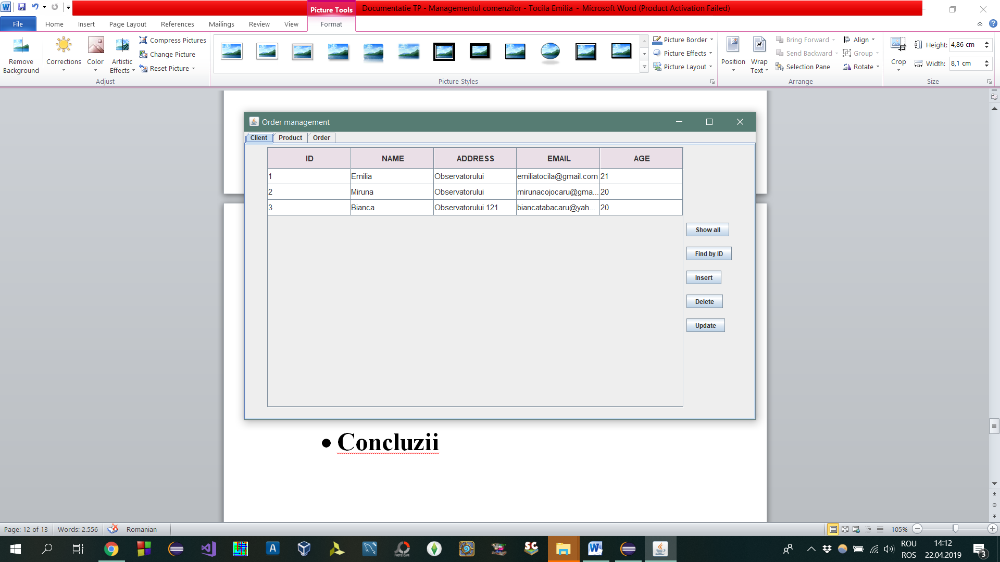 Picture Tools
Documentatie TP - Managementul comenzilor - Tocila Emilia - Microsoft Word (Product Activation Failed)
File Home Insert Page Layout References Mailings Review View Format
Remove Background
Corrections
Color
Artistic Effects
Compress Pictures
Change Picture
Reset Picture
Adjust
Picture Styles
Picture Border
Picture Effects
Picture Layout
Position
Wrap Text
Bring Forward
Send Backward
Selection Pane
Align
Group
Rotate
Arrange
Crop
Height: 4,86 cm
Width: 8,1 cm
Size
Order management
Client Product Order
ID NAME ADDRESS EMAIL AGE
1 Emilia Observatorului emiliatocila@gmail.com 21
2 Miruna Observatorului mirunacojocaru@gma... 20
3 Bianca Observatorului 121 biancatabacaru@yah... 20
Show all
Find by ID
Insert
Delete
Update
• Concluzii
Page: 12 of 13 Words: 2.556 Romanian 105%
ROU
ROS
14:12
22.04.2019
3